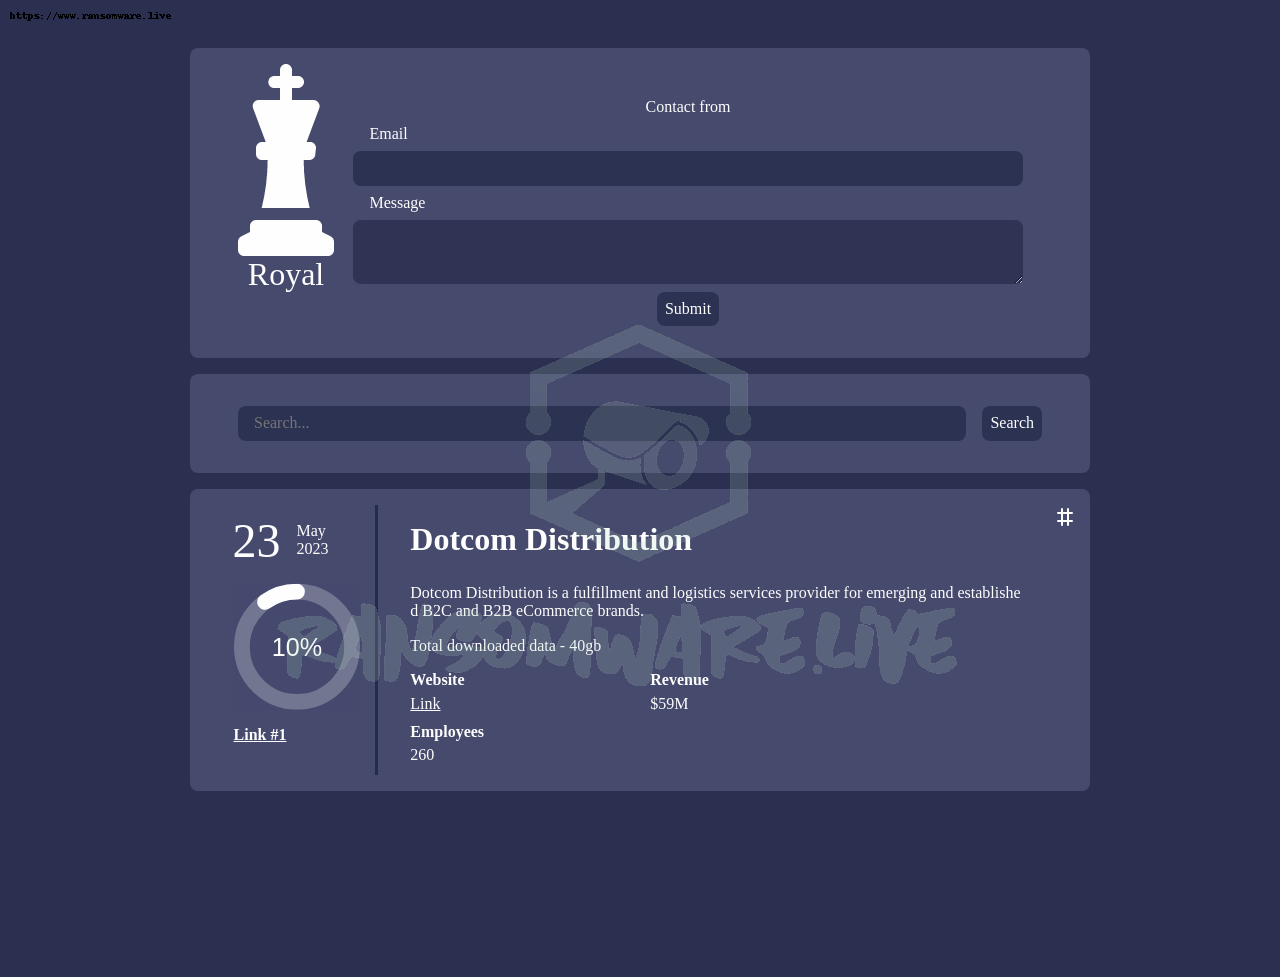 https://www.ransomware.live
Contact from
Email
Message
Royal
Submit
Search...
Search
23
May
2023
Dotcom Distribution
Dotcom Distribution is a fulfillment and logistics services provider for emerging and establishe
d B2C and B2B eCommerce brands.
RANSOMWARE.LIVE
Total downloaded data - 40gb
10%
Website
Revenue
Link
$59M
Link #1
Employees
260